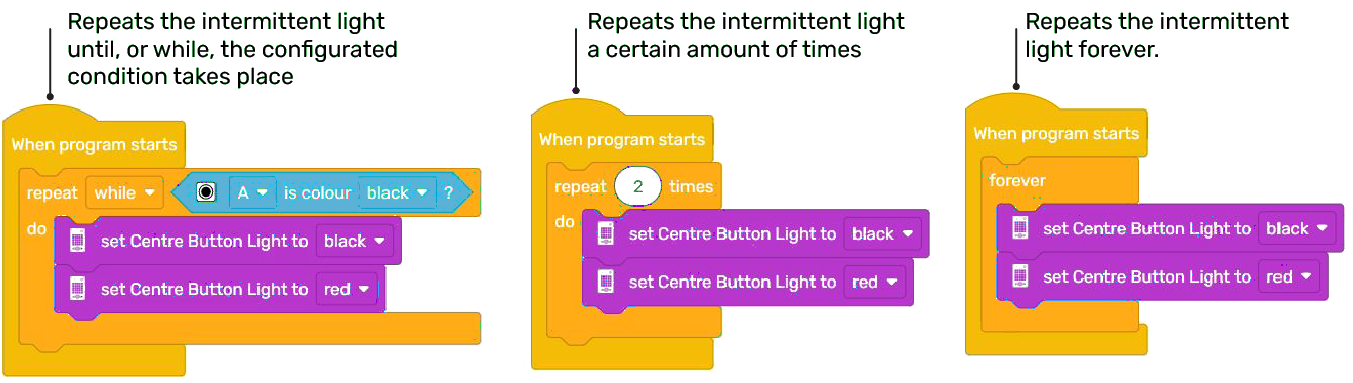 Repeats the intermittent light
until, or while, the configurated
condition takes place
When program starts
repeat while A is colour black ?
do
set Centre Button Light to black
set Centre Button Light to red
Repeats the intermittent light
a certain amount of times
When program starts
repeat 2 times
do
set Centre Button Light to black
set Centre Button Light to red
Repeats the intermittent
light forever.
When program starts
forever
set Centre Button Light to black
set Centre Button Light to red